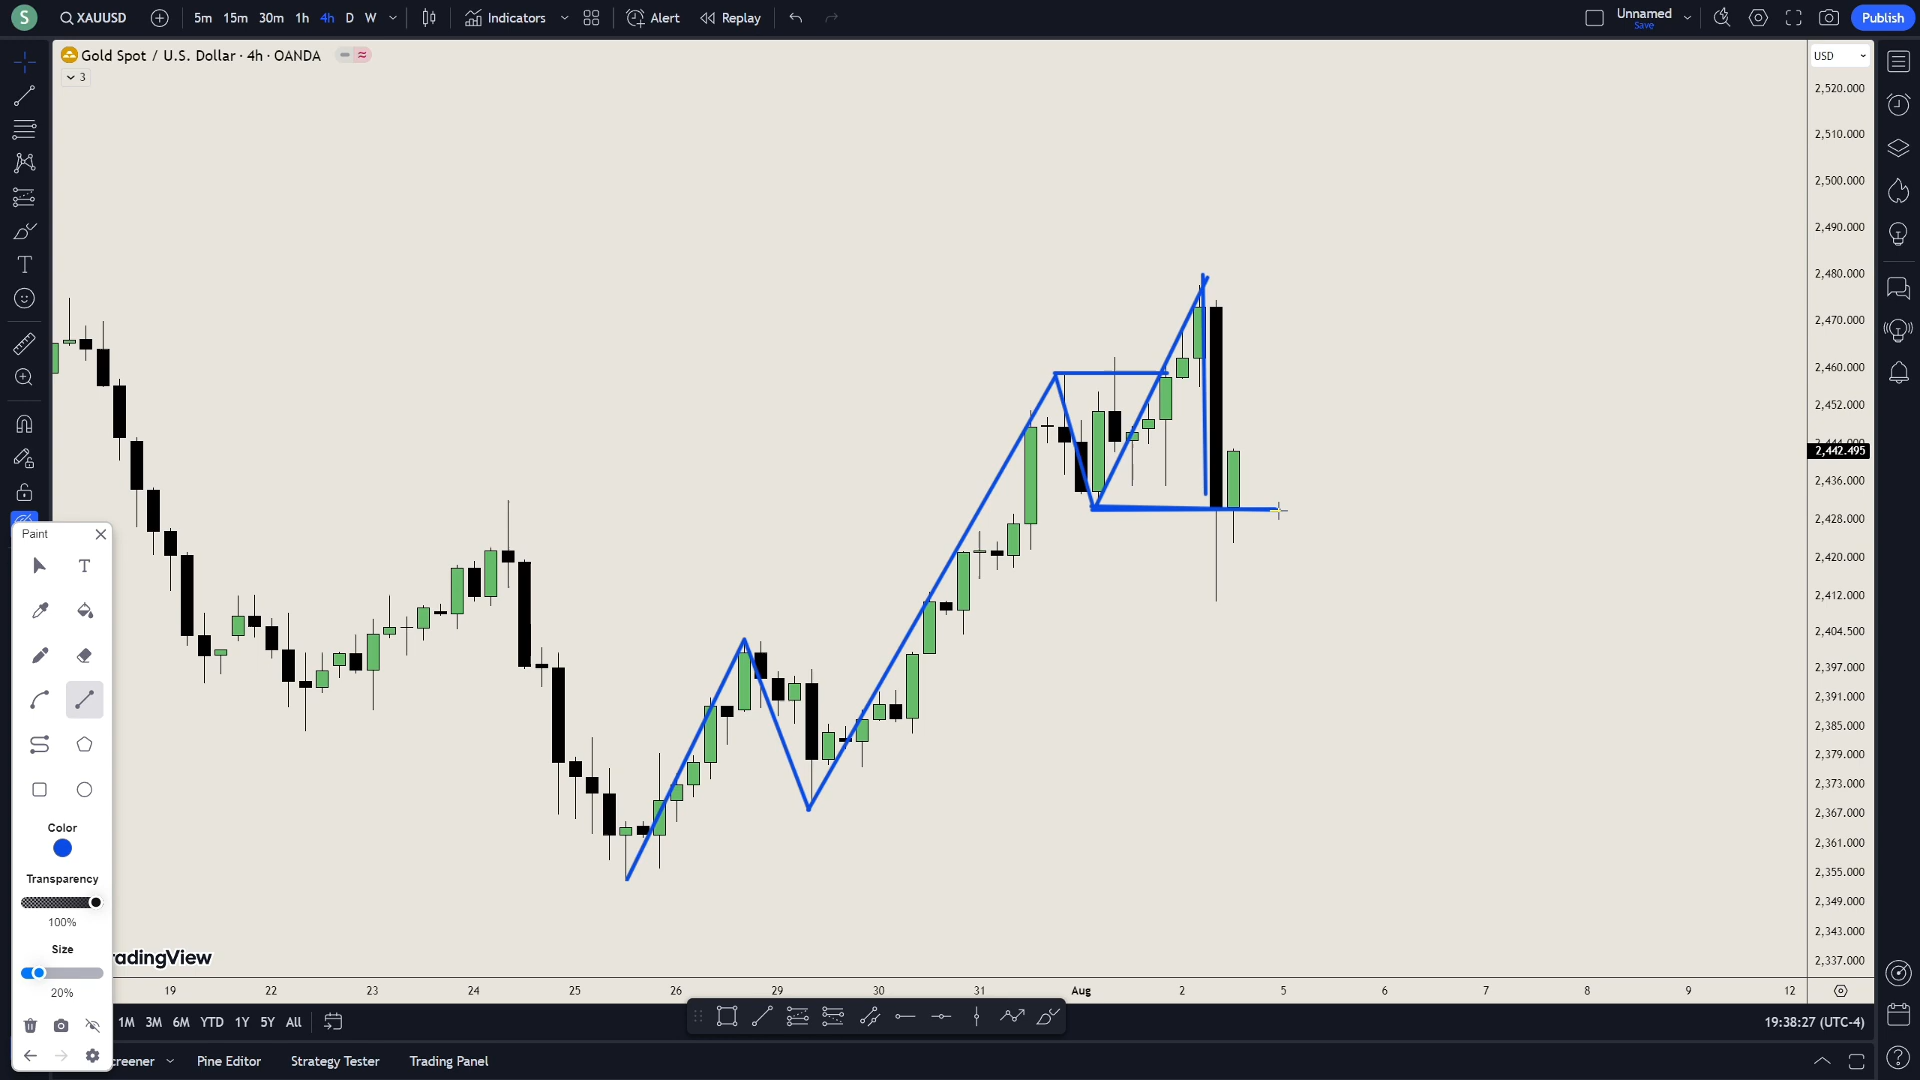 S
XAUUSD
5m 15m 30m 1h 4h D W
Indicators
Alert
Replay
Unnamed
Save
Publish
Gold Spot / U.S. Dollar · 4h · OANDA
3
USD
2,520.000
2,510.000
2,500.000
2,490.000
2,480.000
2,470.000
2,460.000
2,452.000
2,442.495
2,436.000
2,428.000
2,420.000
2,412.000
2,404.500
2,397.000
2,391.000
2,385.000
2,379.000
2,373.000
2,367.000
2,361.000
2,355.000
2,349.000
2,343.000
2,337.000
Paint
T
Color
Transparency
100%
Size
20%
adingView
19 22 23 24 25 26 29 30 31 Aug 2 5 6 7 8 9 12
1M 3M 6M YTD 1Y 5Y All
19:38:27 (UTC-4)
creener Pine Editor Strategy Tester Trading Panel